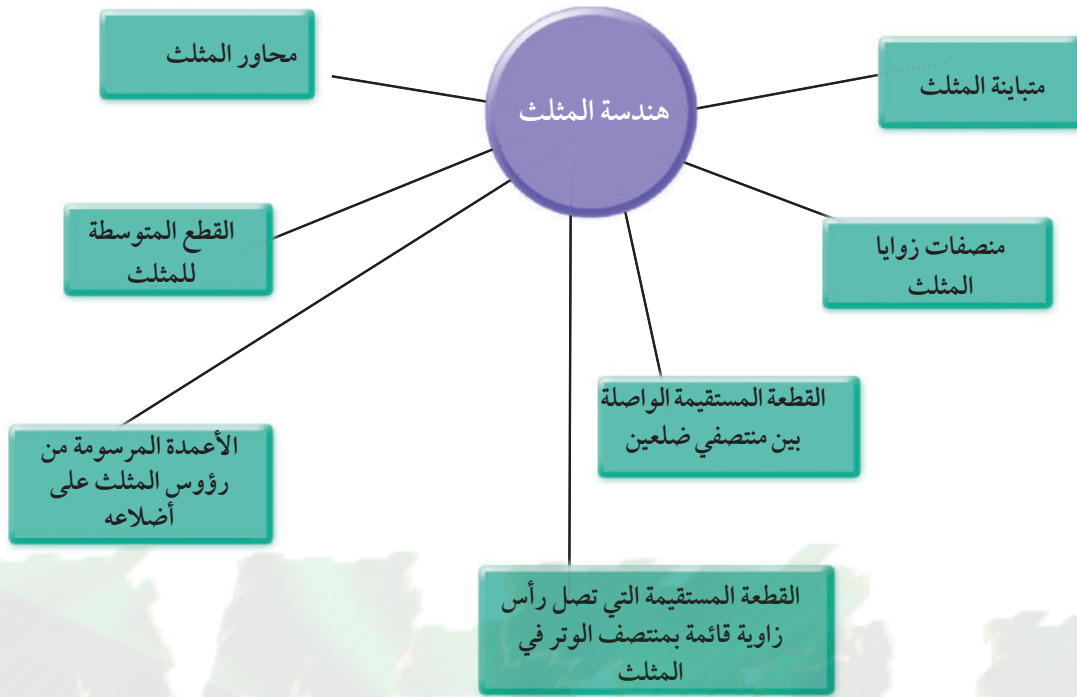 هندسة المثلث
متباينة المثلث
محاور المثلث
منصفات زوايا
المثلث
القطع المتوسطة
للمثلث
القطعة المستقيمة الواصلة
بين منتصفي ضلعين
الأعمدة المرسومة من
رؤوس المثلث على
أضلاعه
القطعة المستقيمة التي تصل رأس
زاوية قائمة بمنتصف الوتر في
المثلث